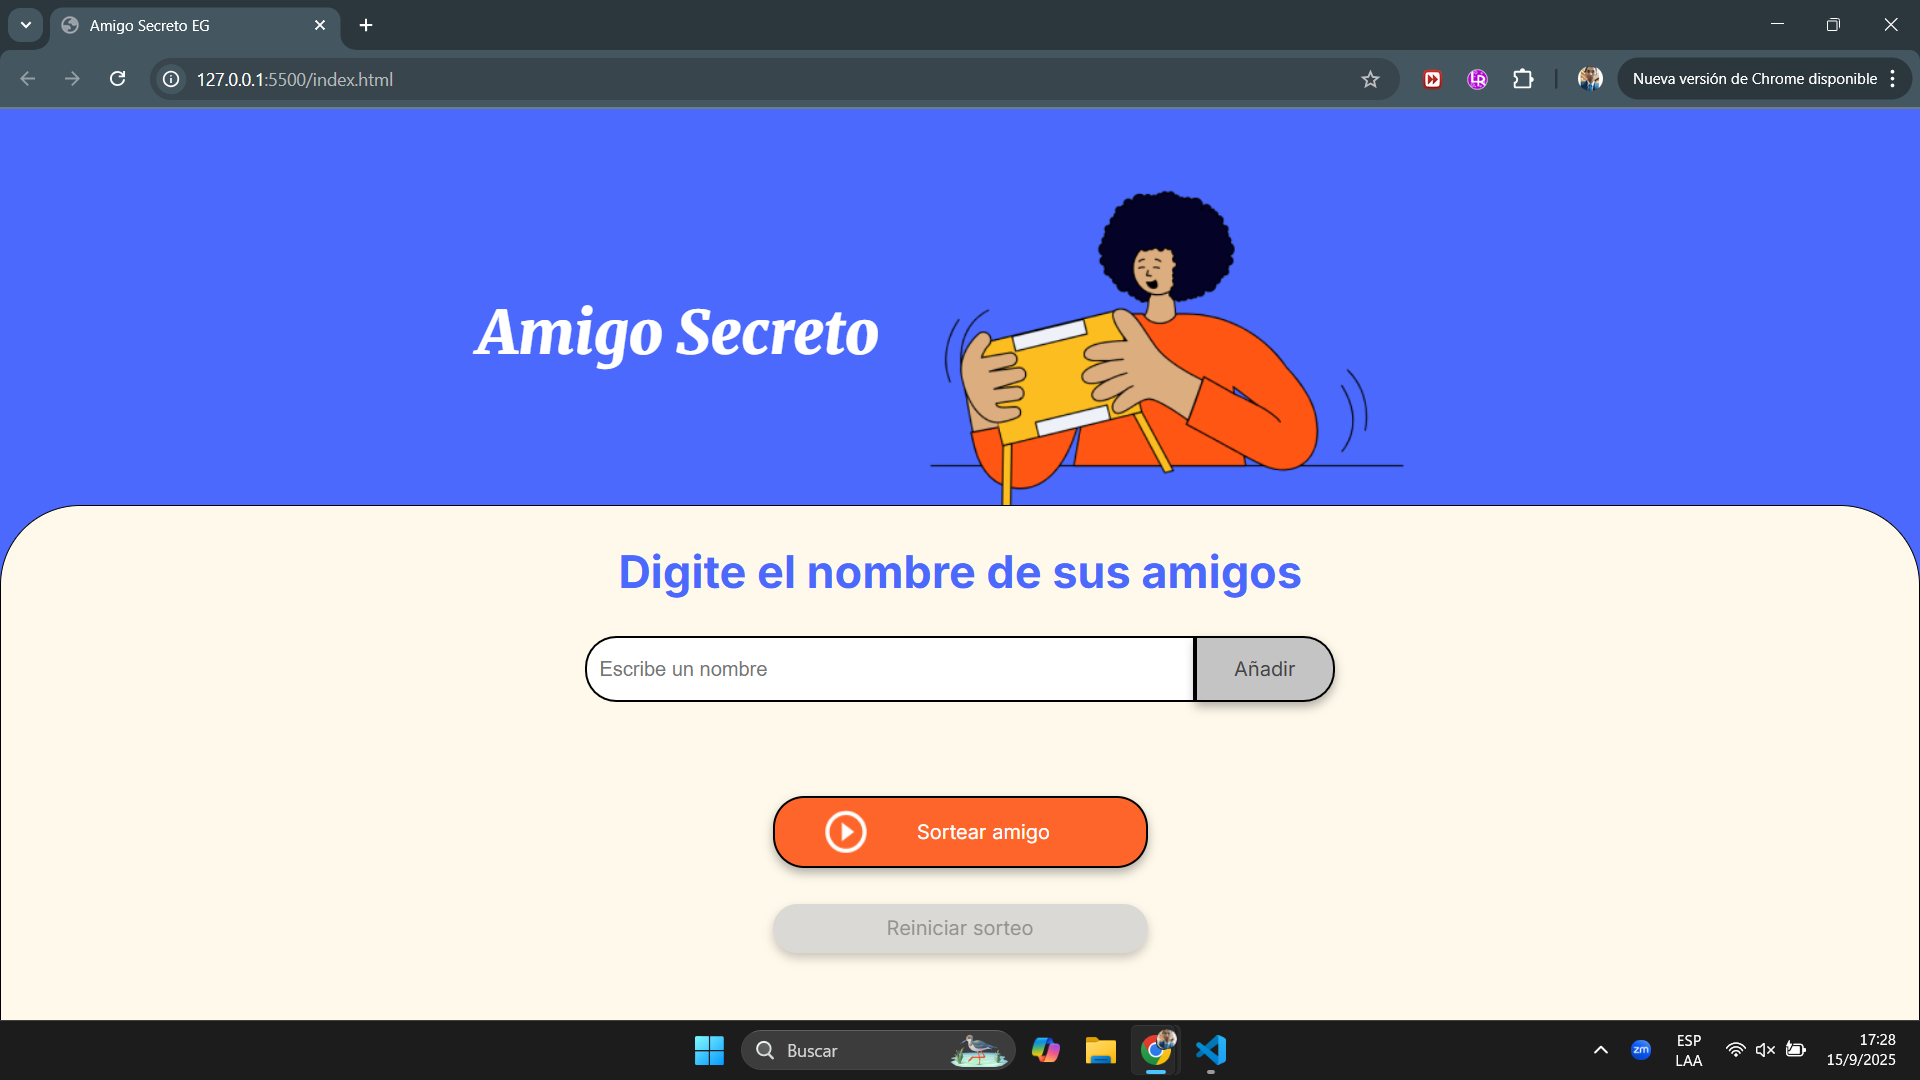 Amigo Secreto EG
127.0.0.1:5500/index.html
Nueva versión de Chrome disponible
Amigo Secreto
Digite el nombre de sus amigos
Escribe un nombre
Añadir
Sortear amigo
Reiniciar sorteo
Buscar
zm
ESP
LAA
17:28
15/9/2025